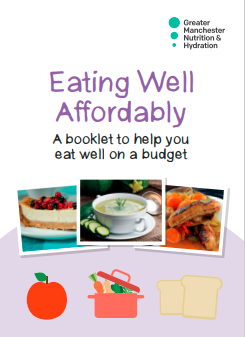 Greater
Manchester
Nutrition &
Hydration
Eating Well
Affordably
A booklet to help you
eat well on a budget